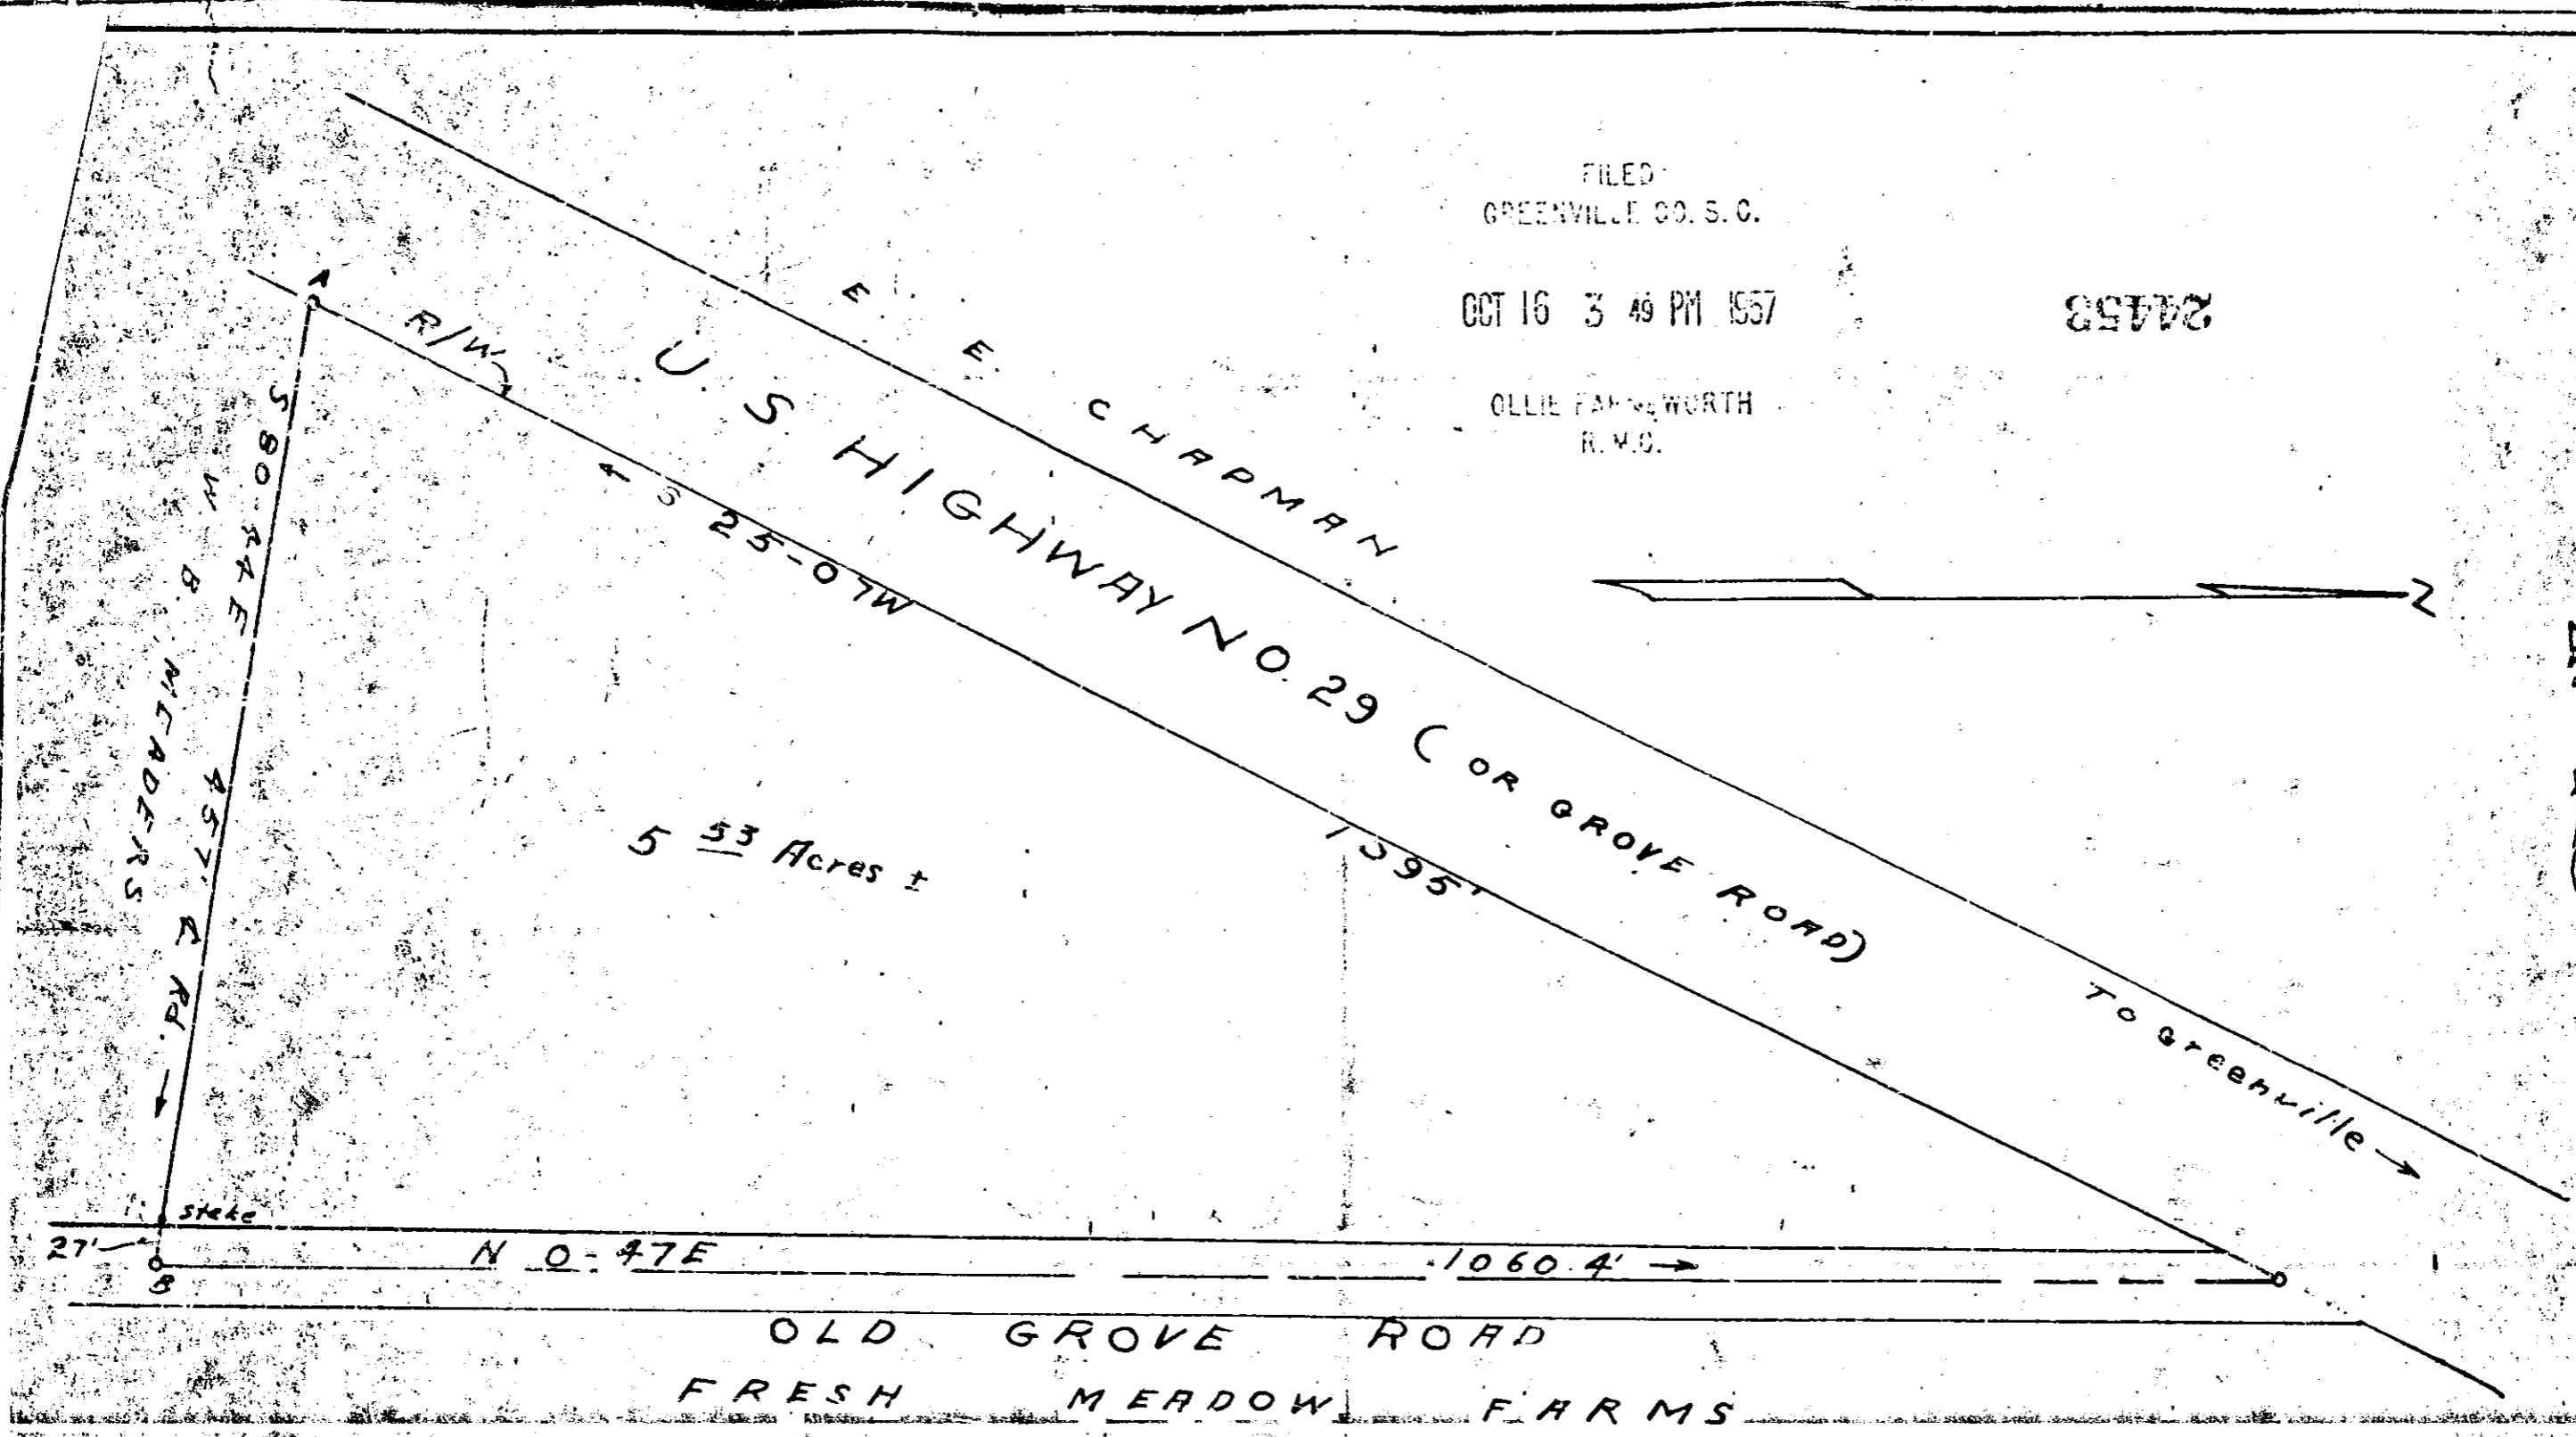 FILED
GREENVILLE CO. S. C.
OCT 16 3 49 PM 1957
OLLIE FARNSWORTH
R. M. C.
24453
E. E. CHAPMAN
A
R/W
U. S. HIGHWAY NO. 29 (OR GROVE ROAD)
S 25-07W
To Greenville
N
S 80-44 E 457' ℄ Rd.
W. B. MEADERS
5 53 Acres ±
stake
27'
B
N 0-47E 1060.4'
OLD GROVE ROAD
FRESH MEADOW FARMS